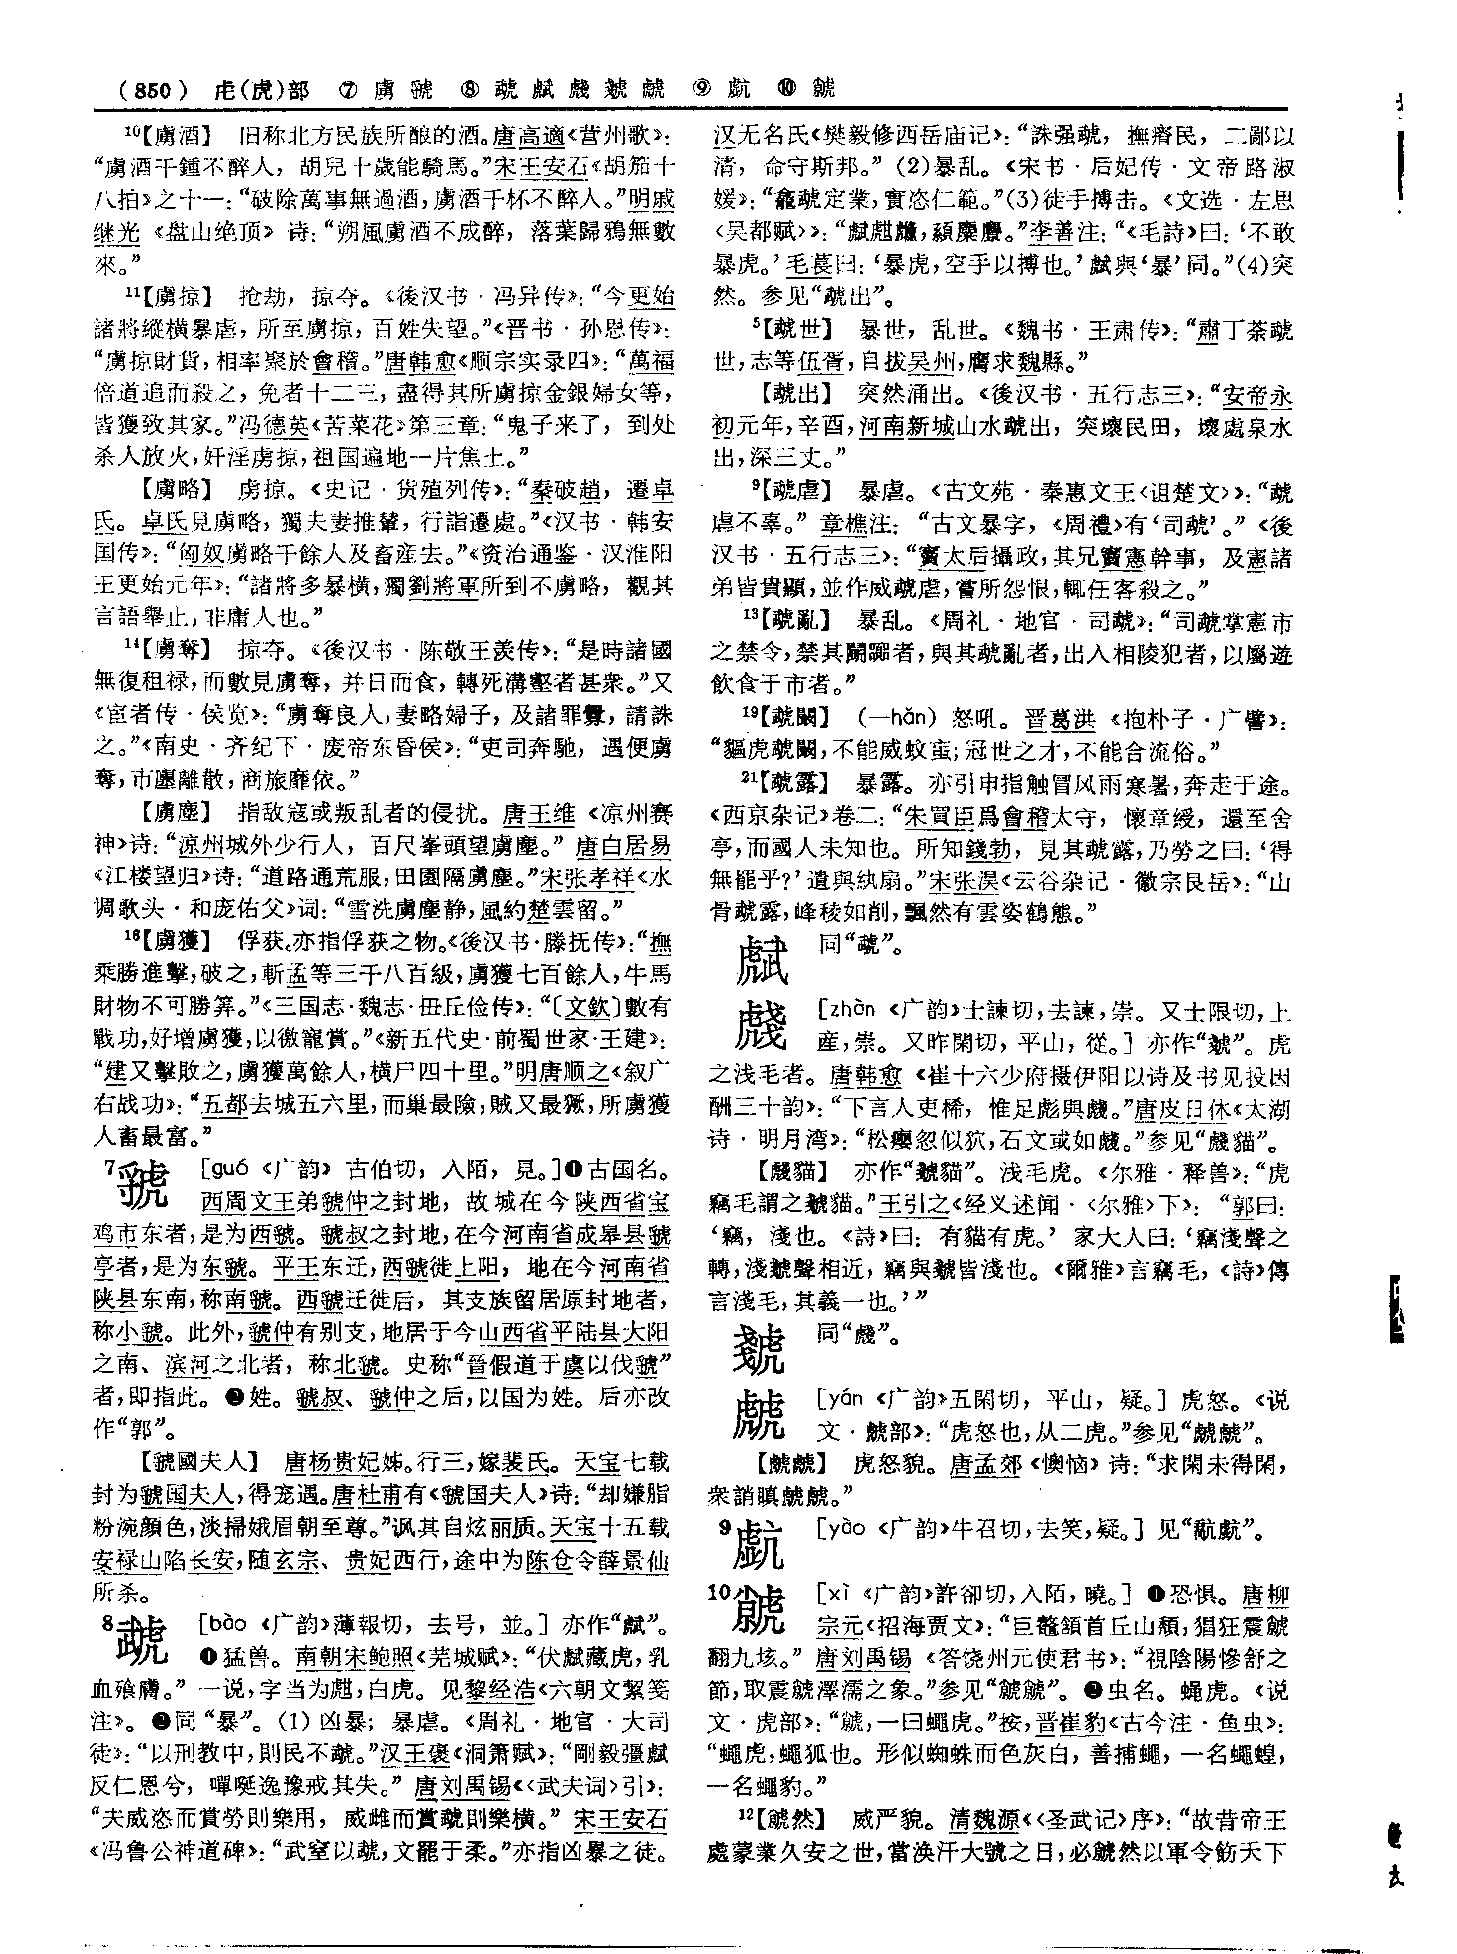 (850) 虍(虎)部 ⑦虜虢 ⑧虣䖑虥虦虤 ⑨䖔 ⑩虩
¹⁰【虜酒】 旧称北方民族所酿的酒。唐高適《营州歌》:
“虜酒千鍾不醉人，胡兒十歲能騎馬。”宋王安石《胡笳十
八拍》之十一:“破除萬事無過酒,虜酒千杯不醉人。”明戚
继光《盘山绝顶》诗:“朔風虜酒不成醉，落葉歸鴉無數
來。”
¹¹【虜掠】 抢劫，掠夺。《後汉书·冯异传》:“今更始
諸將縱橫暴虐，所至虜掠，百姓失望。”《晋书·孙恩传》:
“虜掠財貨,相率聚於會稽。”唐韩愈《顺宗实录四》:“萬福
倍道追而殺之，免者十二三,盡得其所虜掠金銀婦女等，
皆獲致其家。”冯德英《苦菜花》第三章:“鬼子来了，到处
杀人放火,奸淫虏掠,祖国遍地一片焦土。”
【虜略】 虏掠。《史记·货殖列传》:“秦破趙，遷卓
氏。卓氏見虜略，獨夫妻推輦，行詣遷處。”《汉书·韩安
国传》:“匈奴虜略千餘人及畜產去。”《资治通鉴·汉淮阳
王更始元年》:“諸將多暴橫,獨劉將軍所到不虜略，觀其
言語舉止,非庸人也。”
¹⁴【虜奪】 掠夺。《後汉书·陈敬王羡传》:“是時諸國
無復租禄,而數見虜奪，并日而食，轉死溝壑者甚衆。”又
《宦者传·侯览》:“虜奪良人,妻略婦子，及諸罪釁，請誅
之。”《南史·齐纪下·废帝东昏侯》:“吏司奔馳，遇便虜
奪,市廛離散,商旅靡依。”
【虜塵】 指敌寇或叛乱者的侵扰。唐王维《凉州赛
神》诗:“涼州城外少行人，百尺峯頭望虜塵。”唐白居易
《江楼望归》诗:“道路通荒服,田園隔虜塵。”宋张孝祥《水
调歌头·和庞佑父》词:“雪洗虜塵静,風約楚雲留。”
¹⁸【虜獲】 俘获,亦指俘获之物。《後汉书·滕抚传》:“撫
乘勝進擊,破之,斬孟等三千八百級,虜獲七百餘人,牛馬
財物不可勝筭。”《三国志·魏志·毌丘俭传》:“〔文欽〕數有
戰功,好增虜獲,以徼寵賞。”《新五代史·前蜀世家·王建》:
“建又擊敗之,虜獲萬餘人,橫尸四十里。”明唐顺之《叙广
右战功》:“五都去城五六里,而巢最險,賊又最獗,所虜獲
人畜最富。”
7虢 [guó《广韵》古伯切，入陌，見。]❶古国名。
西周文王弟虢仲之封地，故城在今陕西省宝
鸡市东者,是为西虢。虢叔之封地,在今河南省成皋县虢
亭者,是为东虢。平王东迁,西虢徙上阳，地在今河南省
陕县东南,称南虢。西虢迁徙后，其支族留居原封地者，
称小虢。此外,虢仲有别支,地居于今山西省平陆县大阳
之南、滨河之北者，称北虢。史称“晉假道于虞以伐虢”
者,即指此。❷姓。虢叔、虢仲之后,以国为姓。后亦改
作“郭”。
【虢國夫人】 唐杨贵妃姊。行三,嫁裴氏。天宝七载
封为虢国夫人,得宠遇。唐杜甫有《虢国夫人》诗:“却嫌脂
粉涴顏色,淡掃娥眉朝至尊。”讽其自炫丽质。天宝十五载
安禄山陷长安,随玄宗、贵妃西行,途中为陈仓令薛景仙
所杀。
8虣 [bào《广韵》薄報切，去号，並。]亦作“䖑”。
❶猛兽。南朝宋鲍照《芜城赋》:“伏䖑藏虎,乳
血飡膚。”一说,字当为甝,白虎。见黎经浩《六朝文絜笺
注》。❷同“暴”。(1)凶暴；暴虐。《周礼·地官·大司
徒》:“以刑教中,則民不虣。”汉王褒《洞箫赋》:“剛毅彊䖑
反仁恩兮，嘽唌逸豫戒其失。”唐刘禹锡《〈武夫词〉引》:
“夫威恣而賞勞則樂用，威雌而賞虣則樂橫。”宋王安石
《冯鲁公神道碑》:“武窒以虣,文罷于柔。”亦指凶暴之徒。
汉无名氏《樊毅修西岳庙记》:“誅强虣，撫瘠民，二鄙以
清，命守斯邦。”(2)暴乱。《宋书·后妃传·文帝路淑
媛》:“龕虣定業,實恣仁範。”(3)徒手搏击。《文选·左思
〈吴都赋〉》:“䖑甝虪，䫅麋麖。”李善注:“《毛詩》曰:‘不敢
暴虎。’毛萇曰:‘暴虎,空手以搏也。’䖑與‘暴’同。”(4)突
然。参见“虣出”。
⁵【虣世】 暴世，乱世。《魏书·王肃传》:“肅丁荼虣
世,志等伍胥,自拔吴州,膺求魏縣。”
【虣出】 突然涌出。《後汉书·五行志三》:“安帝永
初元年,辛酉,河南新城山水虣出，突壞民田，壞處泉水
出,深三丈。”
⁹【虣虐】 暴虐。《古文苑·秦惠文王〈诅楚文〉》:“虣
虐不辜。”章樵注:“古文暴字，《周禮》有‘司虣’。”《後
汉书·五行志三》:“竇太后攝政,其兄竇憲幹事，及憲諸
弟皆貴顯,並作威虣虐,嘗所怨恨,輒任客殺之。”
¹³【虣亂】 暴乱。《周礼·地官·司虣》:“司虣掌憲市
之禁令,禁其鬭囂者,與其虣亂者,出入相陵犯者,以屬遊
飲食于市者。”
¹⁹【虣闞】 (一hǎn) 怒吼。晋葛洪《抱朴子·广譬》:
“貙虎虣闞,不能威蚊蝱;冠世之才,不能合流俗。”
²¹【虣露】 暴露。亦引申指触冒风雨寒暑,奔走于途。
《西京杂记》卷二:“朱買臣爲會稽太守，懷章綬，還至舍
亭,而國人未知也。所知錢勃，見其虣露,乃勞之曰:‘得
無罷乎?’遺與紈扇。”宋张淏《云谷杂记·徽宗艮岳》:“山
骨虣露,峰稜如削,飄然有雲姿鶴態。”
䖑 同“虣”。
虥 [zhàn《广韵》士諫切,去諫,崇。又士限切,上
産,崇。又昨閑切，平山，從。]亦作“虦”。虎
之浅毛者。唐韩愈《崔十六少府摄伊阳以诗及书见投因
酬三十韵》:“下言人吏稀，惟足彪與虥。”唐皮日休《太湖
诗·明月湾》:“松瘿忽似狖,石文或如虥。”参见“虥貓”。
【虥貓】 亦作“虦貓”。浅毛虎。《尔雅·释兽》:“虎
竊毛謂之虦貓。”王引之《经义述闻·〈尔雅〉下》: “郭曰:
‘竊，淺也。《詩》曰：有貓有虎。’家大人曰:‘竊淺聲之
轉,淺虦聲相近，竊與虦皆淺也。《爾雅》言竊毛，《詩》傳
言淺毛,其義一也。’”
虦 同“虥”。
虤 [yán《广韵》五閑切，平山，疑。]虎怒。《说
文·虤部》:“虎怒也,从二虎。”参见“虤虤”。
【虤虤】 虎怒貌。唐孟郊《懊恼》诗:“求閑未得閑，
衆誚瞋虤虤。”
9䖔 [yào《广韵》牛召切,去笑,疑。]
10虩 [xì《广韵》許卻切,入陌，曉。] ❶恐惧。唐柳
宗元《招海贾文》:“巨鼇頷首丘山頹,猖狂震虩
翻九垓。”唐刘禹锡《答饶州元使君书》:“視陰陽慘舒之
節,取震虩澤濡之象。”参见“虩虩”。❷虫名。蝇虎。《说
文·虎部》:“虩,一曰蠅虎。”按,晋崔豹《古今注·鱼虫》:
“蠅虎,蠅狐也。形似蜘蛛而色灰白，善捕蠅，一名蠅蝗，
一名蠅豹。”
¹²【虩然】 威严貌。清魏源《〈圣武记〉序》:“故昔帝王
處蒙業久安之世,當渙汗大號之日,必虩然以軍令飭天下